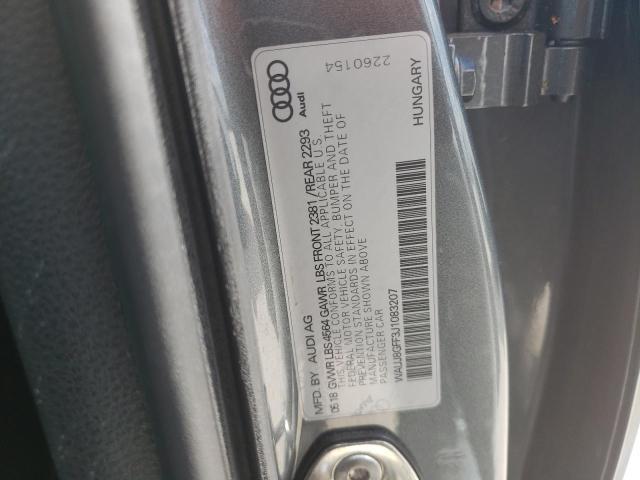 MFD. BY AUDI AG
05 18 GVWR LBS 4564 GAWR LBS FRONT 2381 / REAR 2293
THIS VEHICLE CONFORMS TO ALL APPLICABLE U.S.
FEDERAL MOTOR VEHICLE SAFETY, BUMPER AND THEFT
PREVENTION STANDARDS IN EFFECT ON THE DATE OF
MANUFACTURE SHOWN ABOVE
PASSENGER CAR
WAUJ8GFF3J1083207
Audi
2260154
HUNGARY